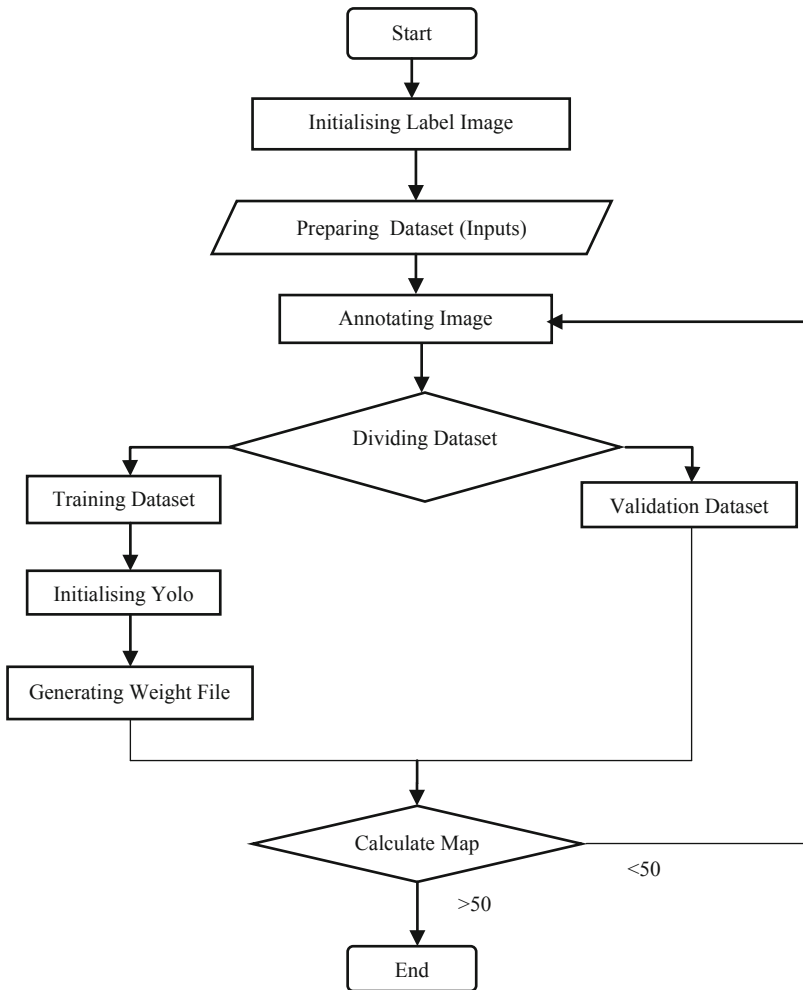 Start
Initialising Label Image
Preparing Dataset (Inputs)
Annotating Image
Dividing Dataset
Training Dataset
Validation Dataset
Initialising Yolo
Generating Weight File
Calculate Map
<50
>50
End